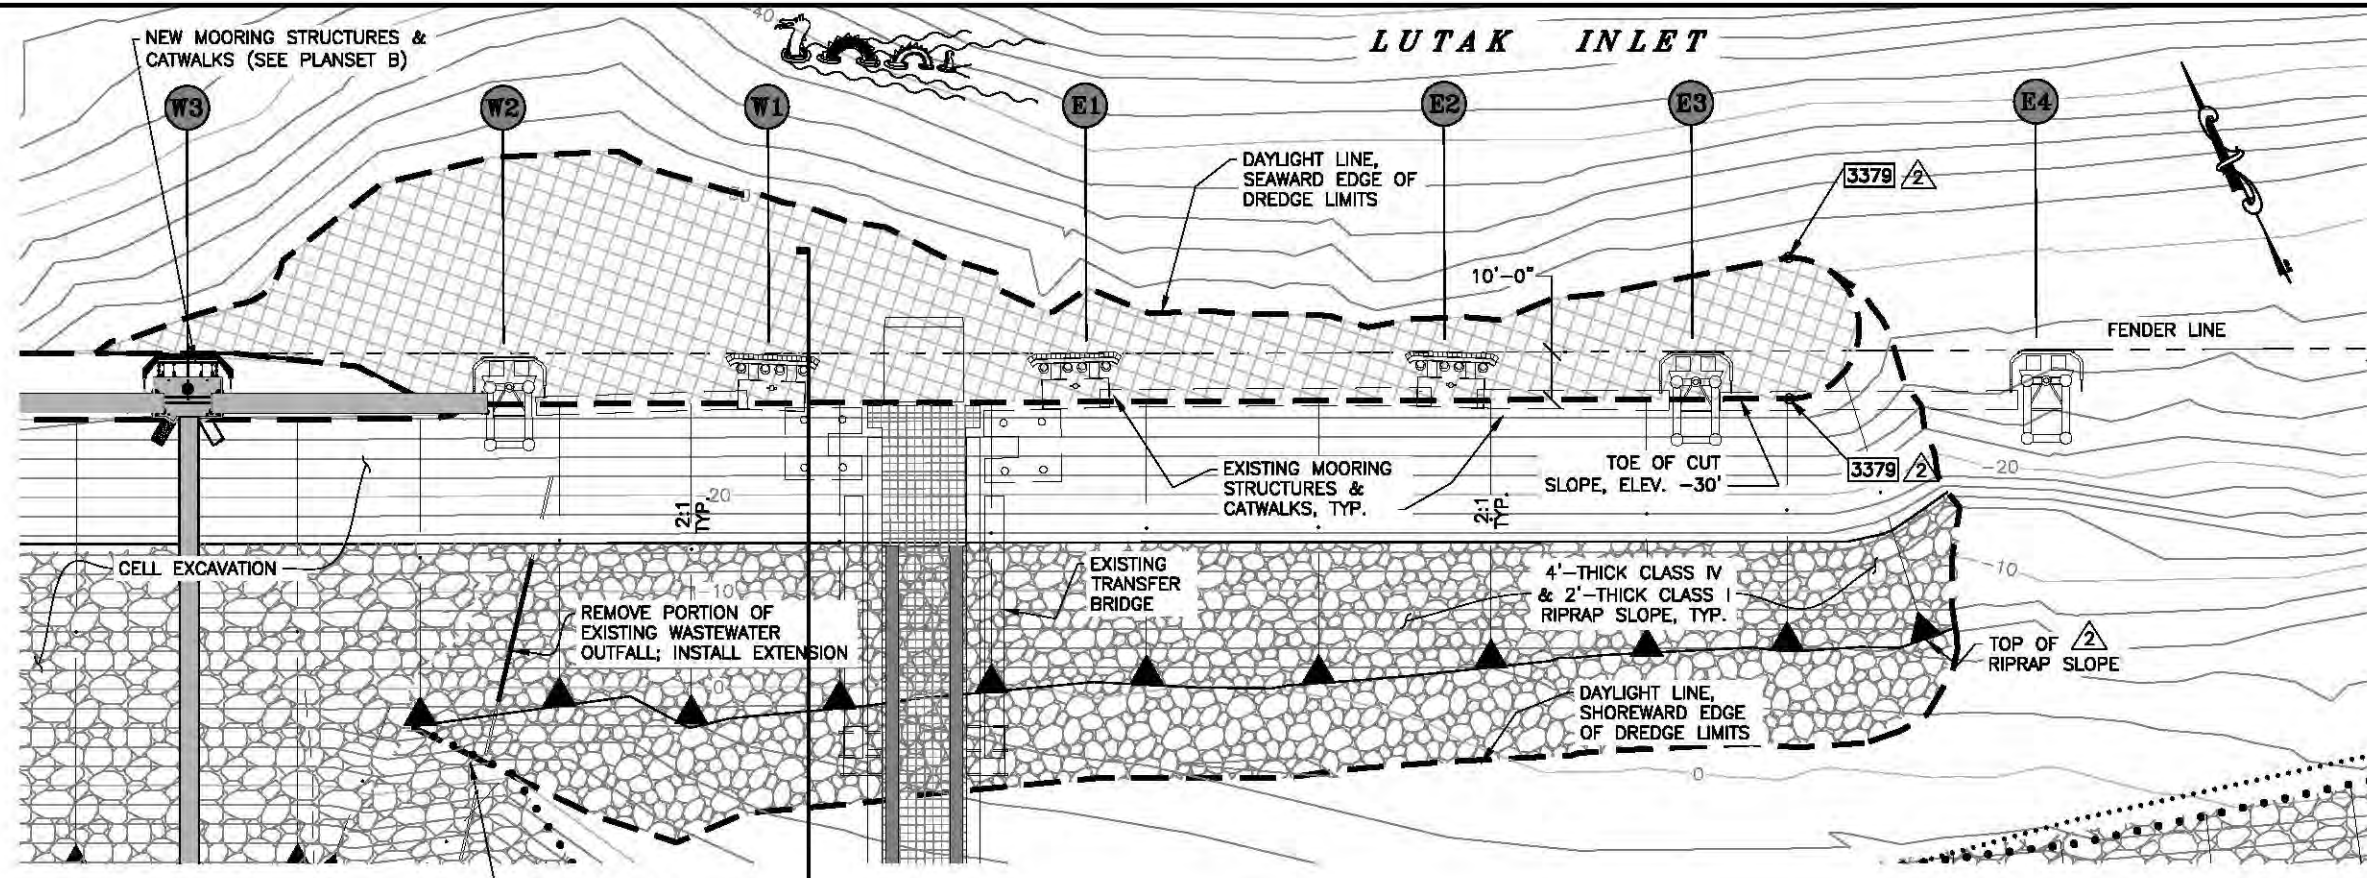 LUTAK INLET
NEW MOORING STRUCTURES &
CATWALKS (SEE PLANSET B)
-40
W3
W2
W1
E1
E2
E3
E4
DAYLIGHT LINE,
SEAWARD EDGE OF
DREDGE LIMITS
3379 2
10'-0"
FENDER LINE
EXISTING MOORING
STRUCTURES &
CATWALKS, TYP.
TOE OF CUT
SLOPE, ELEV. -30'
3379 2
-20
2:1
TYP.
-20
2:1
TYP.
CELL EXCAVATION
-10
REMOVE PORTION OF
EXISTING WASTEWATER
OUTFALL; INSTALL EXTENSION
EXISTING
TRANSFER
BRIDGE
4'-THICK CLASS IV
& 2'-THICK CLASS I
RIPRAP SLOPE, TYP.
-10
TOP OF 2
RIPRAP SLOPE
0
DAYLIGHT LINE,
SHOREWARD EDGE
OF DREDGE LIMITS
0